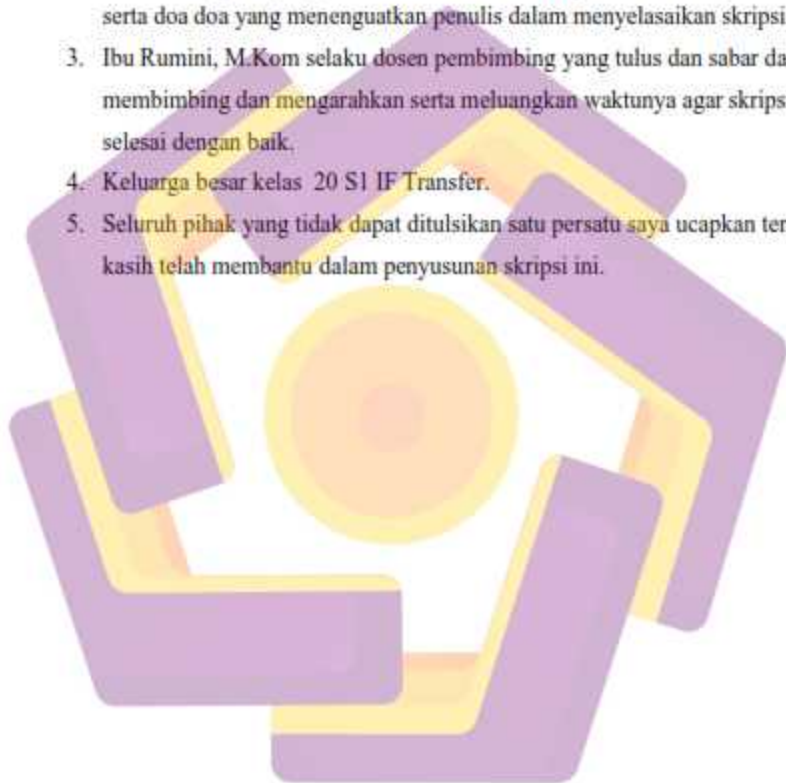 serta doa doa yang menenguatkan penulis dalam menyelasaikan skripsi
3. Ibu Rumini, M.Kom selaku dosen pembimbing yang tulus dan sabar da
membimbing dan mengarahkan serta meluangkan waktunya agar skrips
selesai dengan baik.
4. Keluarga besar kelas 20 S1 IF Transfer.
5. Seluruh pihak yang tidak dapat ditulsikan satu persatu saya ucapkan ter
kasih telah membantu dalam penyusunan skripsi ini.